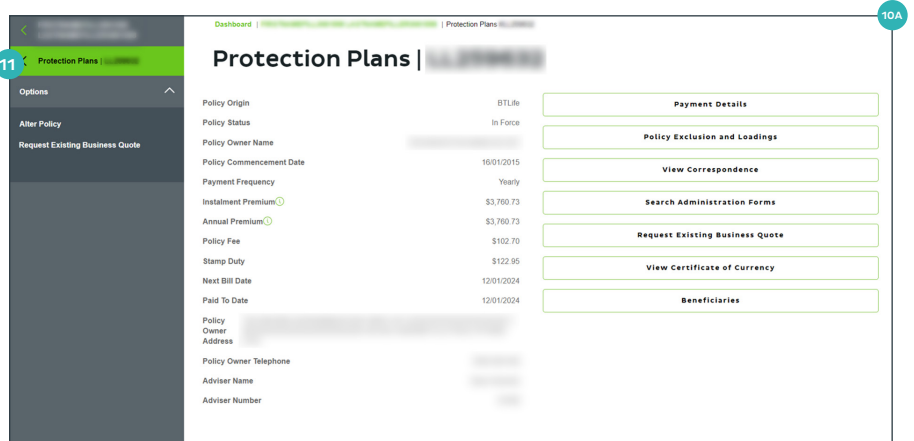 10A
Dashboard | | Protection Plans
11
Protection Plans |
Protection Plans |
Options
Alter Policy
Request Existing Business Quote
Policy Origin BTLife
Policy Status In Force
Policy Owner Name
Policy Commencement Date 16/01/2015
Payment Frequency Yearly
Instalment Premium $3,760.73
Annual Premium $3,760.73
Policy Fee $102.70
Stamp Duty $122.95
Next Bill Date 12/01/2024
Paid To Date 12/01/2024
Policy
Owner
Address
Policy Owner Telephone
Adviser Name
Adviser Number
Payment Details
Policy Exclusion and Loadings
View Correspondence
Search Administration Forms
Request Existing Business Quote
View Certificate of Currency
Beneficiaries